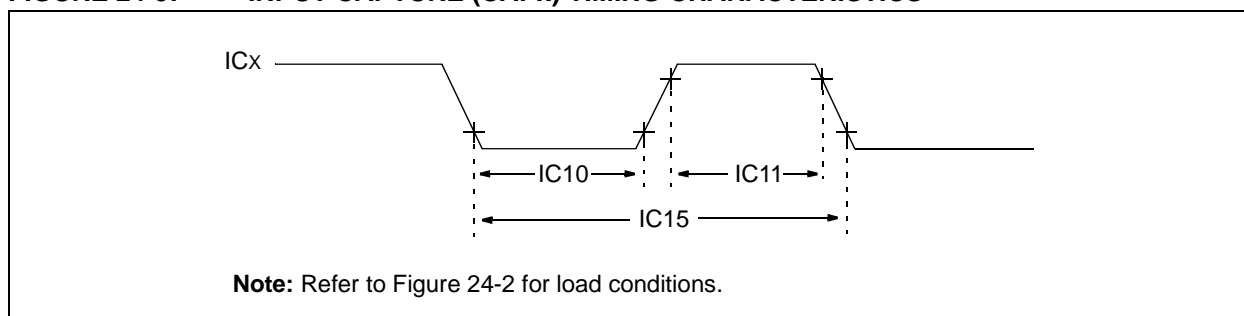 FIGURE 24-9: INPUT CAPTURE (CAPx) TIMING CHARACTERISTICS
ICx
IC10
IC11
IC15
Note: Refer to Figure 24-2 for load conditions.